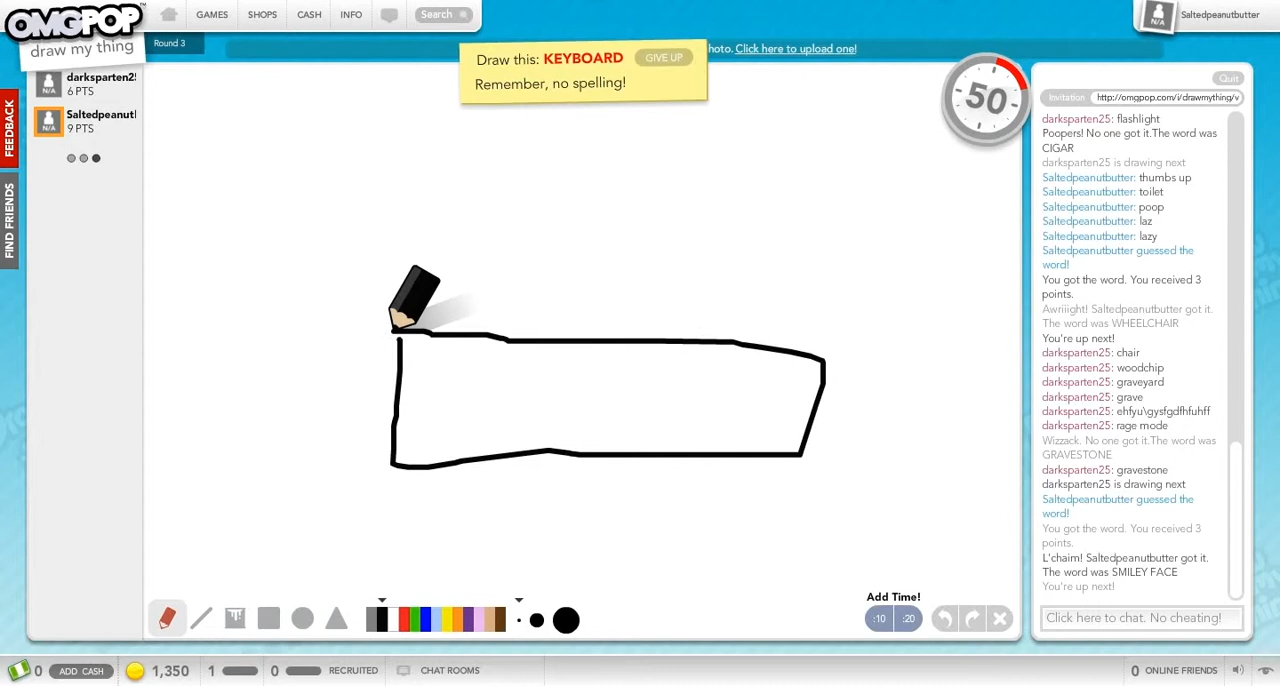 OMGPOP
TM
draw my thing
GAMES
SHOPS
CASH
INFO
Search
N/A
Saltedpeanutbutter
Round 3
hoto. Click here to upload one!
Draw this: KEYBOARD
GIVE UP
Remember, no spelling!
FEEDBACK
FIND FRIENDS
N/A
darksparten2
6 PTS
N/A
Saltedpeanut
9 PTS
50
Quit
Invitation
http://omgpop.com/i/drawmything/v
darksparten25: flashlight
Poopers! No one got it.The word was
CIGAR
darksparten25 is drawing next
Saltedpeanutbutter: thumbs up
Saltedpeanutbutter: toilet
Saltedpeanutbutter: poop
Saltedpeanutbutter: laz
Saltedpeanutbutter: lazy
Saltedpeanutbutter guessed the
word!
You got the word. You received 3
points.
Awriiight! Saltedpeanutbutter got it.
The word was WHEELCHAIR
You're up next!
darksparten25: chair
darksparten25: woodchip
darksparten25: graveyard
darksparten25: grave
darksparten25: ehfyu\gysfgdfhfuhff
darksparten25: rage mode
Wizzack. No one got it.The word was
GRAVESTONE
darksparten25: gravestone
darksparten25 is drawing next
Saltedpeanutbutter guessed the
word!
You got the word. You received 3
points.
L'chaim! Saltedpeanutbutter got it.
The word was SMILEY FACE
You're up next!
Click here to chat. No cheating!
Add Time!
:10
:20
0
ADD CASH
1,350
1
0
RECRUITED
CHAT ROOMS
0 ONLINE FRIENDS